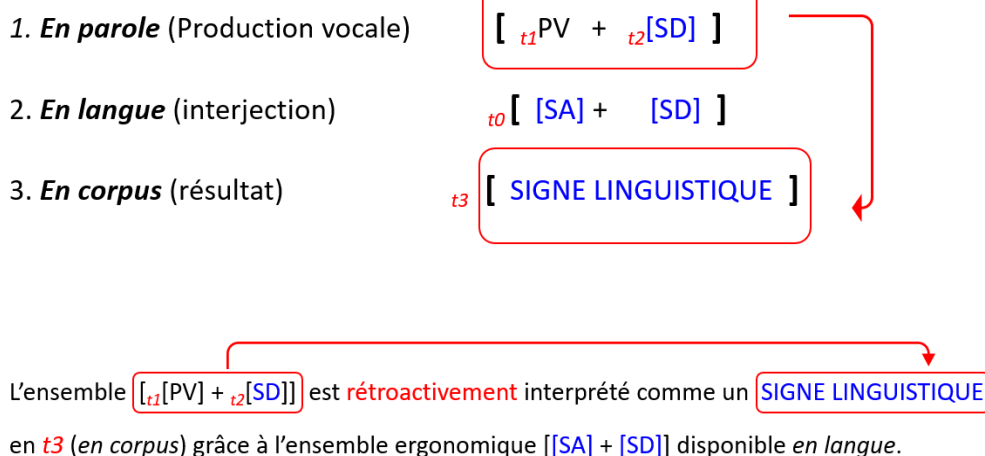 1. En parole (Production vocale) [ t1PV + t2[SD] ]
2. En langue (interjection) t0 [ [SA] + [SD] ]
3. En corpus (résultat) t3 [ SIGNE LINGUISTIQUE ]
L'ensemble [t1[PV] + t2[SD]] est rétroactivement interprété comme un SIGNE LINGUISTIQUE
en t3 (en corpus) grâce à l'ensemble ergonomique [[SA] + [SD]] disponible en langue.